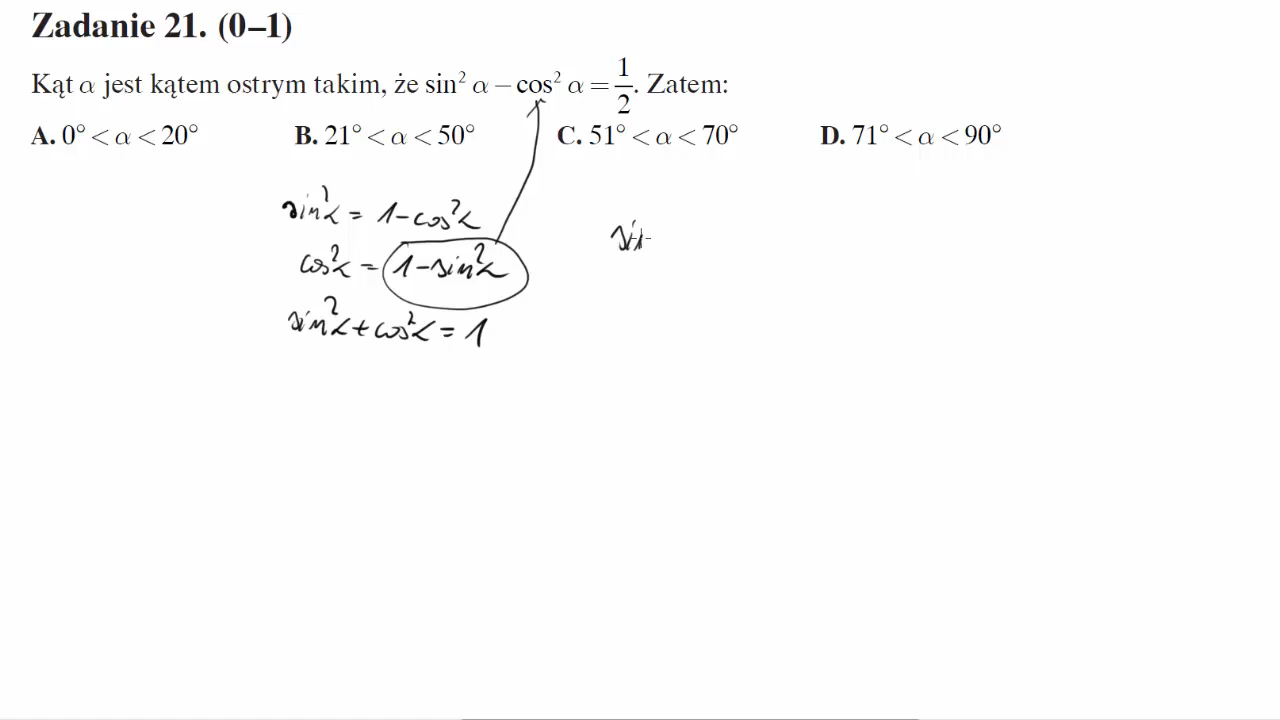 Zadanie 21. (0–1)
Kąt α jest kątem ostrym takim, że sin² α − cos² α = 1/2. Zatem:
A. 0° < α < 20° B. 21° < α < 50° C. 51° < α < 70° D. 71° < α < 90°
sin²α = 1 - cos²α
cos²α = 1 - sin²α
sin²α + cos²α = 1